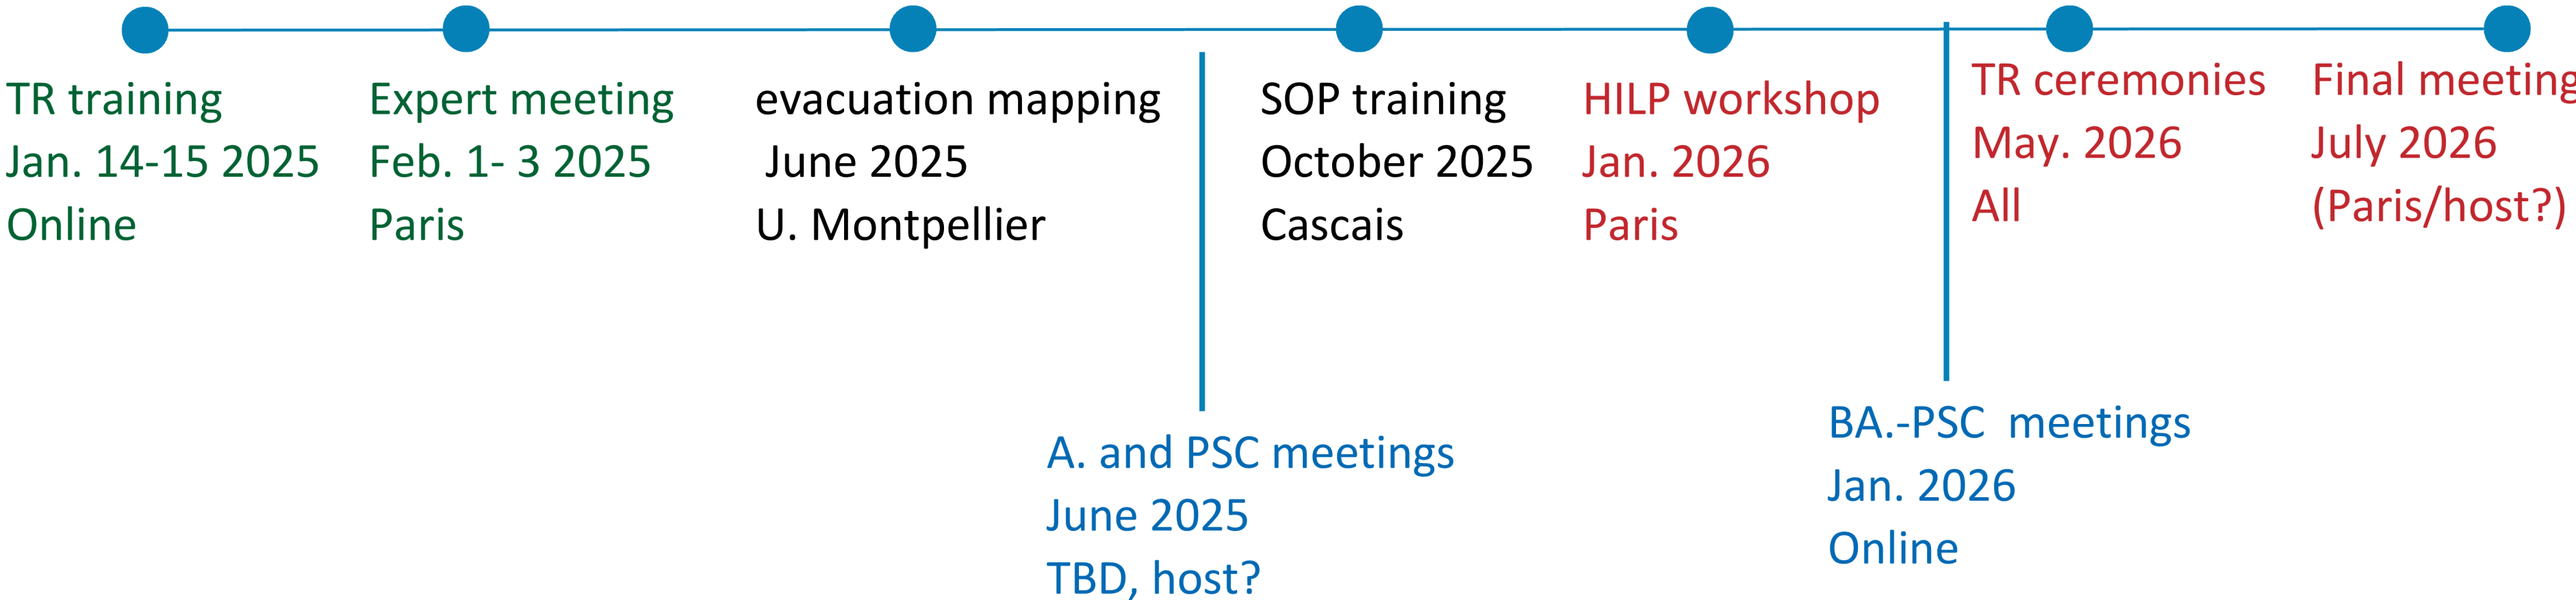 TR training
Jan. 14-15 2025
Online
Expert meeting
Feb. 1- 3 2025
Paris
evacuation mapping
June 2025
U. Montpellier
A. and PSC meetings
June 2025
TBD, host?
SOP training
October 2025
Cascais
HILP workshop
Jan. 2026
Paris
BA.-PSC meetings
Jan. 2026
Online
TR ceremonies
May. 2026
All
Final meeting
July 2026
(Paris/host?)